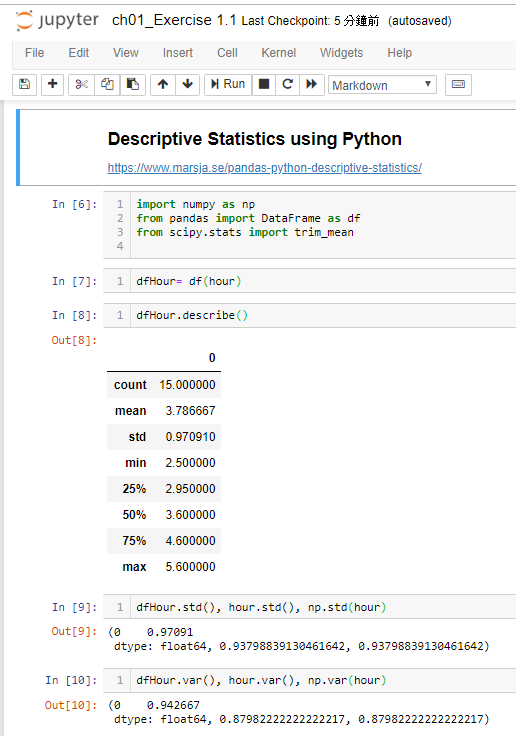 jupyter ch01_Exercise 1.1 Last Checkpoint: 5 分鐘前 (autosaved)
File Edit View Insert Cell Kernel Widgets Help
Run Markdown
Descriptive Statistics using Python
https://www.marsja.se/pandas-python-descriptive-statistics/
In [6]: 1 import numpy as np
2 from pandas import DataFrame as df
3 from scipy.stats import trim_mean
4
In [7]: 1 dfHour= df(hour)
In [8]: 1 dfHour.describe()
Out[8]:
0
count 15.000000
mean 3.786667
std 0.970910
min 2.500000
25% 2.950000
50% 3.600000
75% 4.600000
max 5.600000
In [9]: 1 dfHour.std(), hour.std(), np.std(hour)
Out[9]: (0 0.97091
dtype: float64, 0.93798839130461642, 0.93798839130461642)
In [10]: 1 dfHour.var(), hour.var(), np.var(hour)
Out[10]: (0 0.942667
dtype: float64, 0.87982222222222217, 0.87982222222222217)